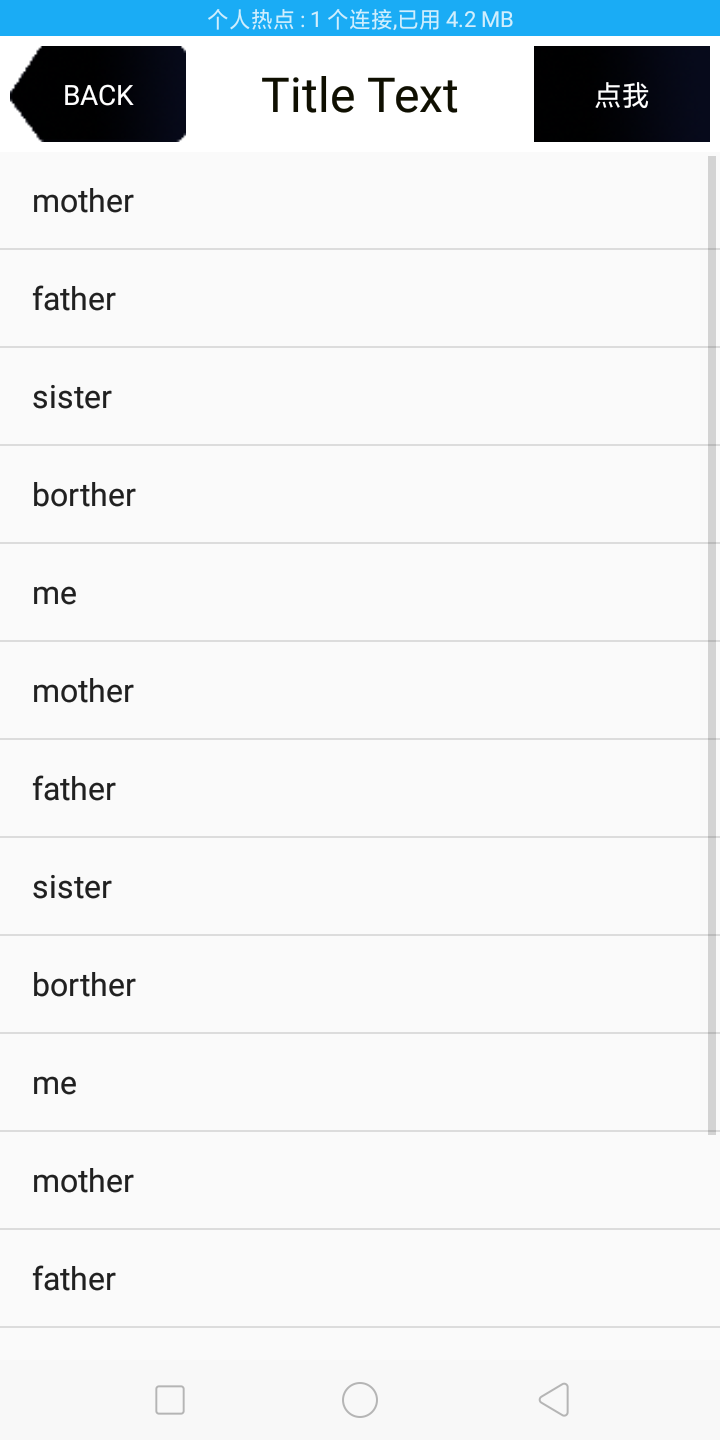 个人热点 : 1 个连接,已用 4.2 MB
BACK Title Text 点我
mother
father
sister
borther
me
mother
father
sister
borther
me
mother
father